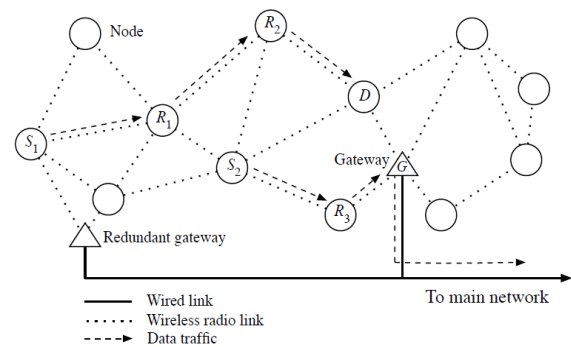 Node
R2
R1
S1
D
S2
Gateway
G
R3
Redundant gateway
To main network
Wired link
Wireless radio link
Data traffic